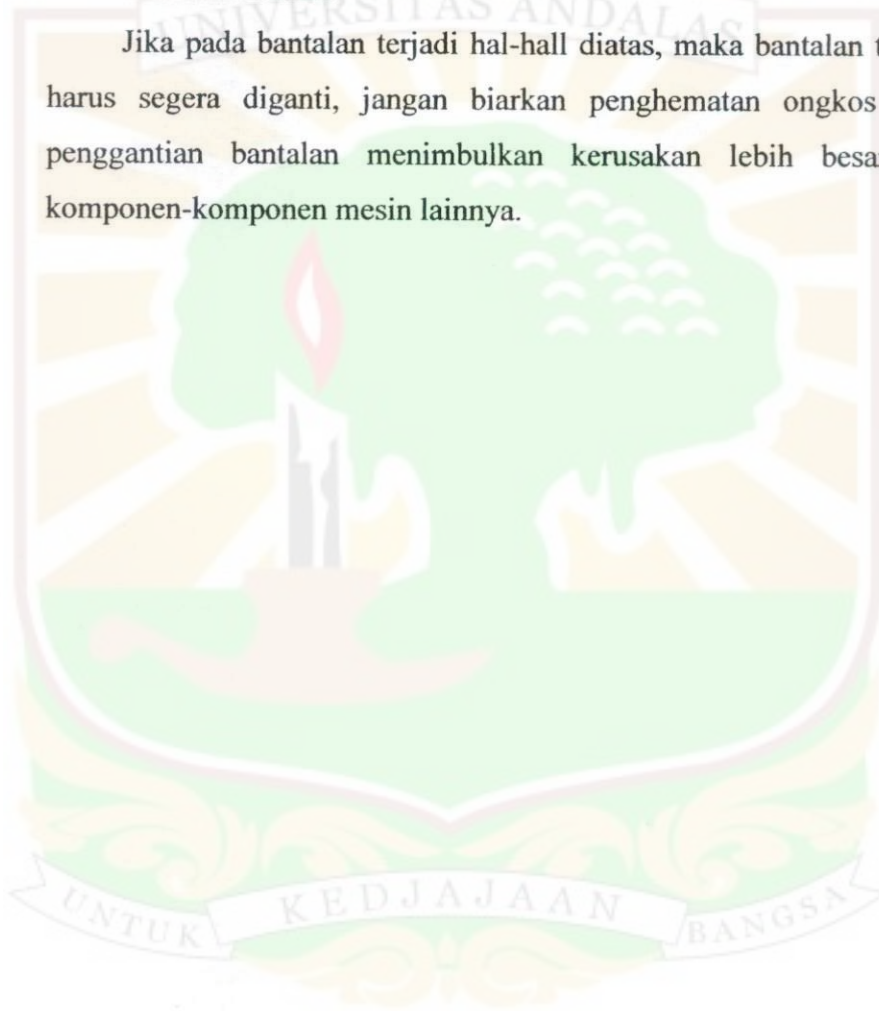 UNIVERSITAS ANDALAS
Jika pada bantalan terjadi hal-hall diatas, maka bantalan
harus segera diganti, jangan biarkan penghematan ongkos
penggantian bantalan menimbulkan kerusakan lebih
komponen-komponen mesin lainnya.
UNTUK KEDJAJAAN BANGSA